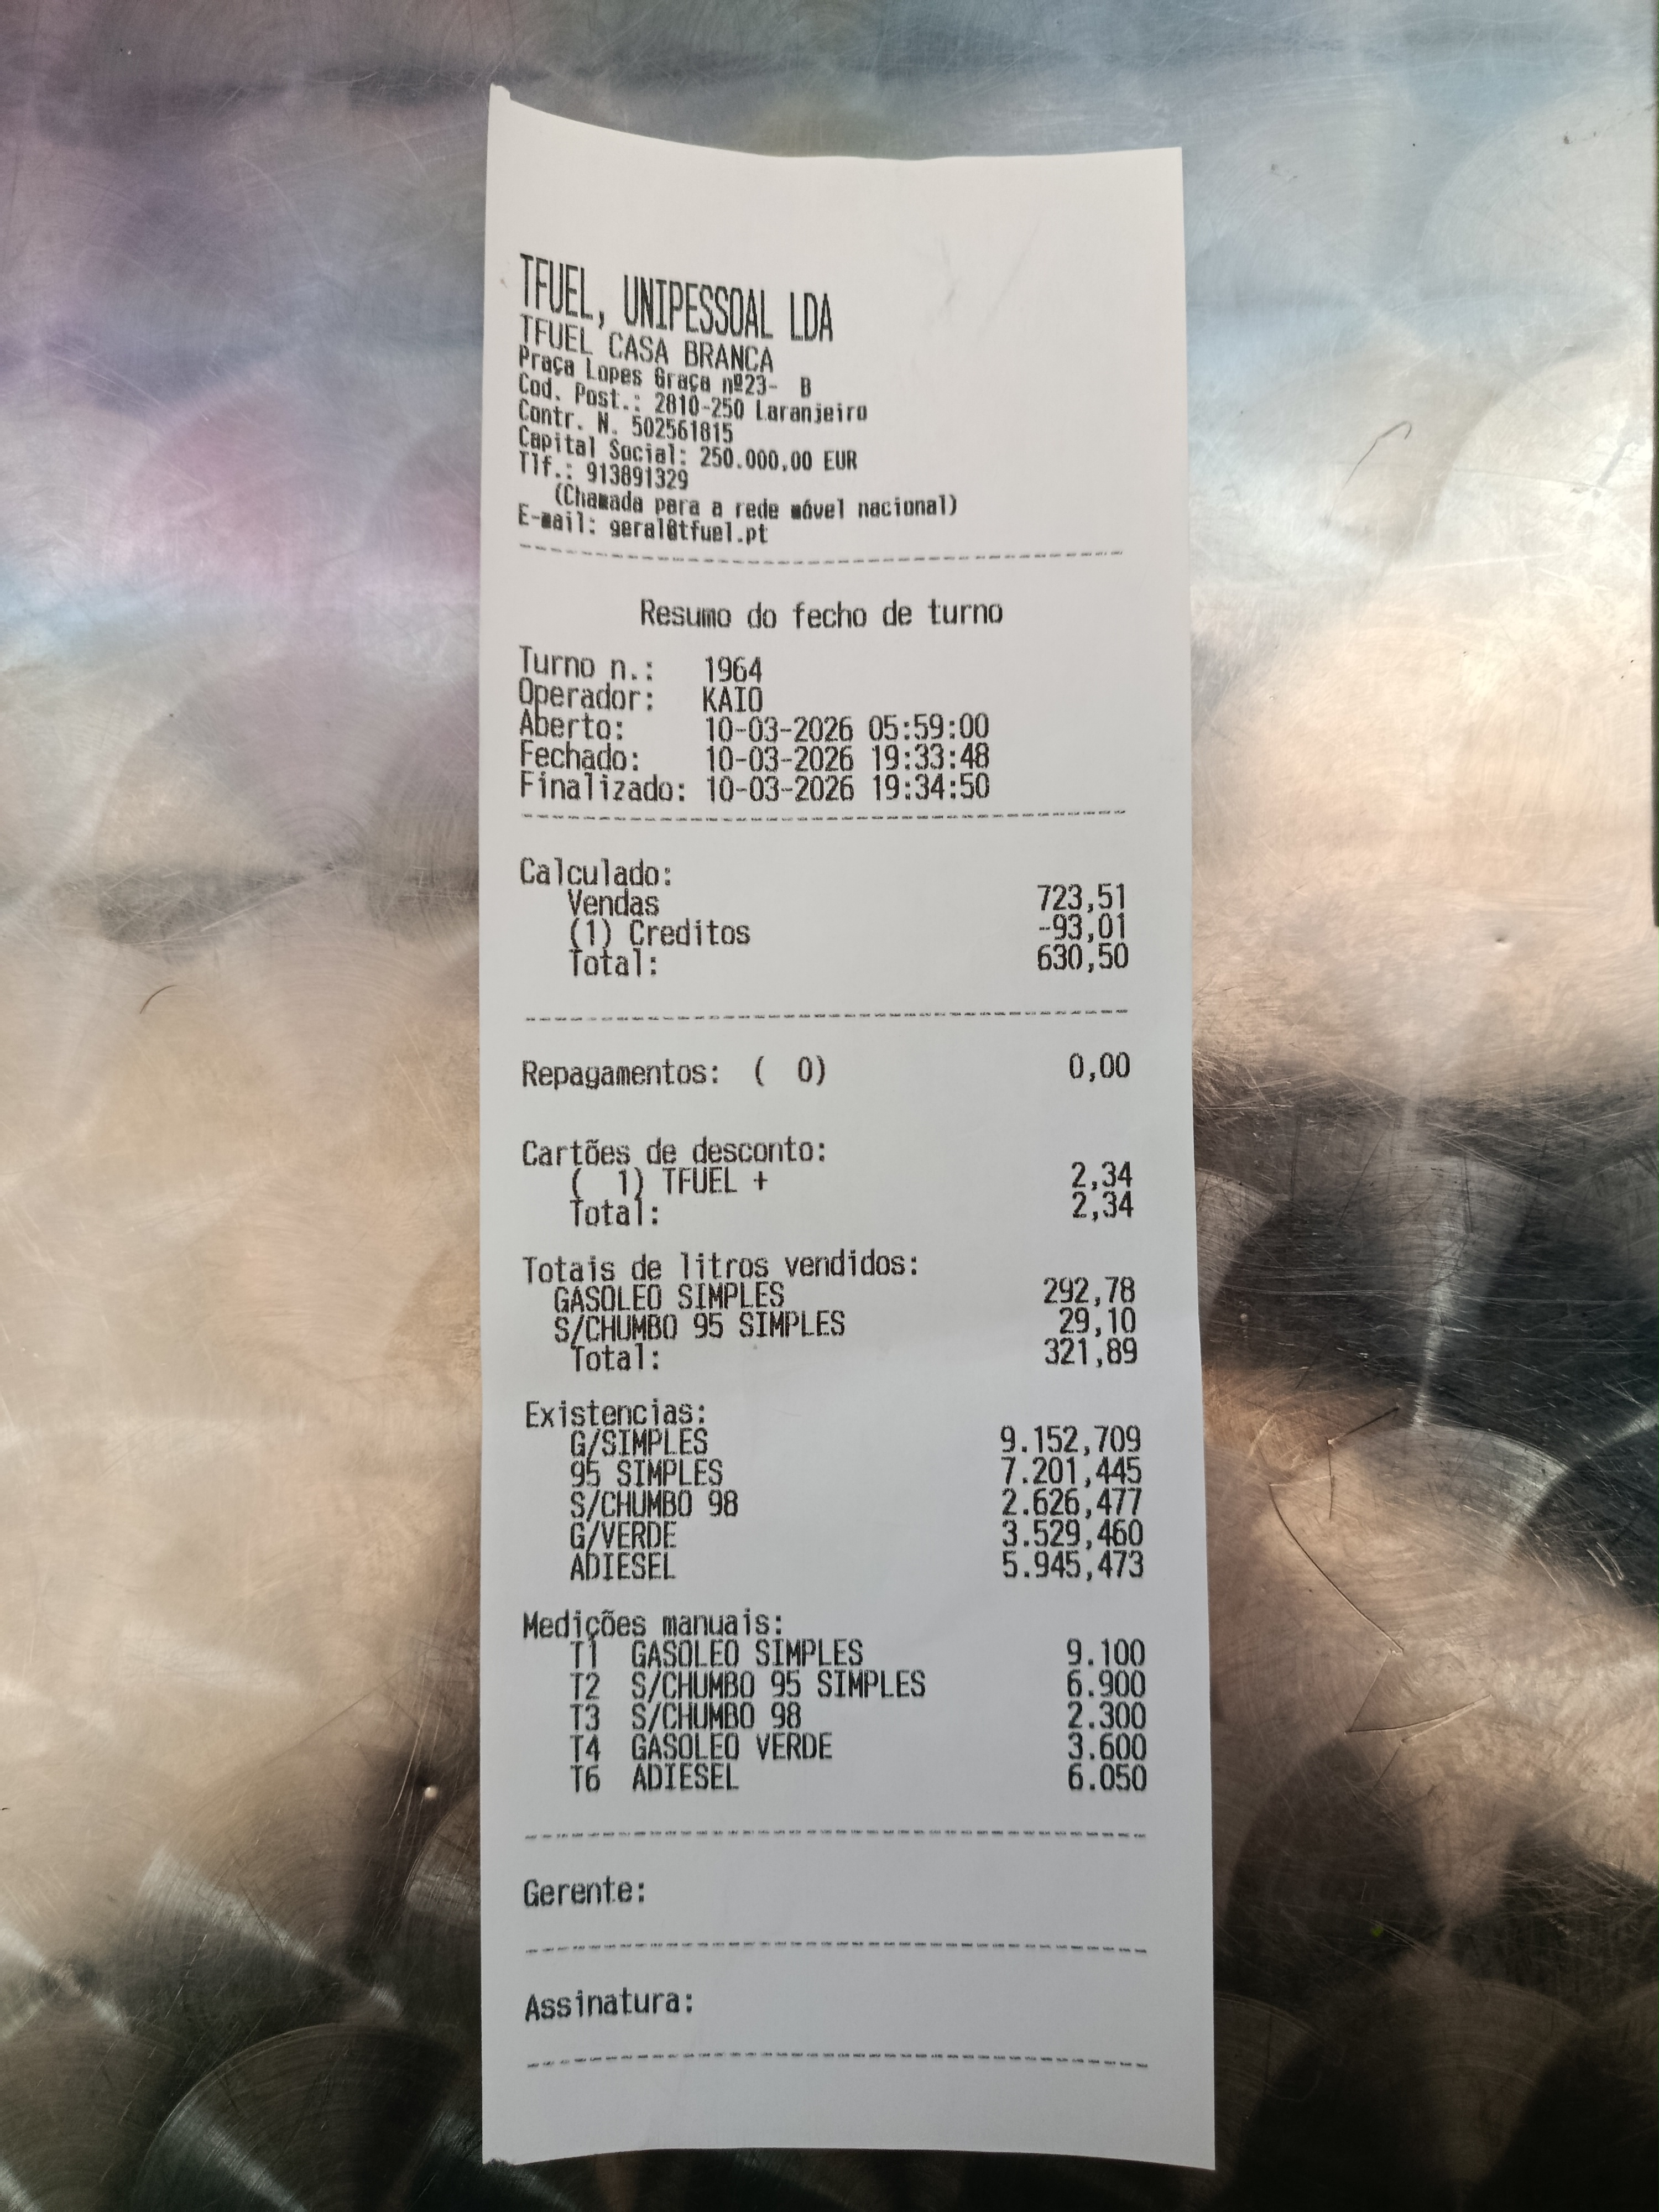 TFUEL, UNIPESSOAL LDA
TFUEL CASA BRANCA
Praça Lopes Graça nº23-  B
Cod. Post.: 2810-250 Laranjeiro
Contr. N. 502561815
Capital Social: 250.000,00 EUR
Tlf.: 913891329
(Chamada para a rede móvel nacional)
E-mail: geral@tfuel.pt
Resumo do fecho de turno
Turno n.: 1964
Operador: KAIO
Aberto: 10-03-2026 05:59:00
Fechado: 10-03-2026 19:33:48
Finalizado: 10-03-2026 19:34:50
Calculado:
Vendas 723,51
(1) Creditos -93,01
Total: 630,50
Repagamentos: ( 0) 0,00
Cartões de desconto:
( 1) TFUEL + 2,34
Total: 2,34
Totais de litros vendidos:
GASOLEO SIMPLES 292,78
S/CHUMBO 95 SIMPLES 29,10
Total: 321,89
Existencias:
G/SIMPLES 9.152,709
95 SIMPLES 7.201,445
S/CHUMBO 98 2.626,477
G/VERDE 3.529,460
ADIESEL 5.945,473
Medições manuais:
T1 GASOLEO SIMPLES 9.100
T2 S/CHUMBO 95 SIMPLES 6.900
T3 S/CHUMBO 98 2.300
T4 GASOLEO VERDE 3.600
T6 ADIESEL 6.050
Gerente:
Assinatura: